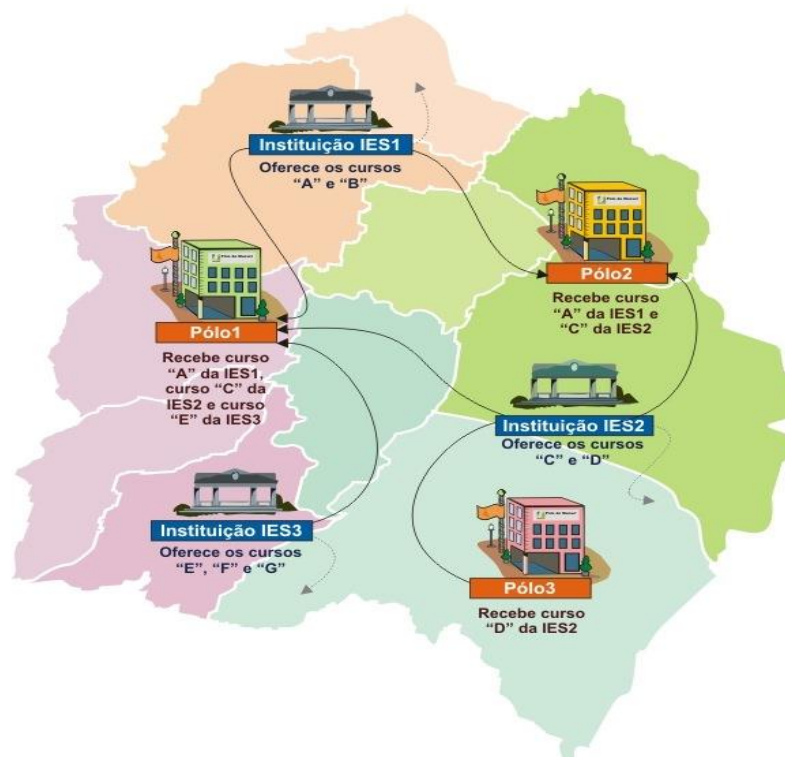 Instituição IES1
Oferece os cursos
“A” e “B”
Pólo2
Recebe curso
“A” da IES1 e
“C” da IES2
Pólo1
Recebe curso
“A” da IES1,
curso “C” da
IES2 e curso
“E” da IES3
Instituição IES2
Oferece os cursos
“C” e “D”
Instituição IES3
Oferece os cursos
“E”, “F” e “G”
Pólo3
Recebe curso
“D” da IES2